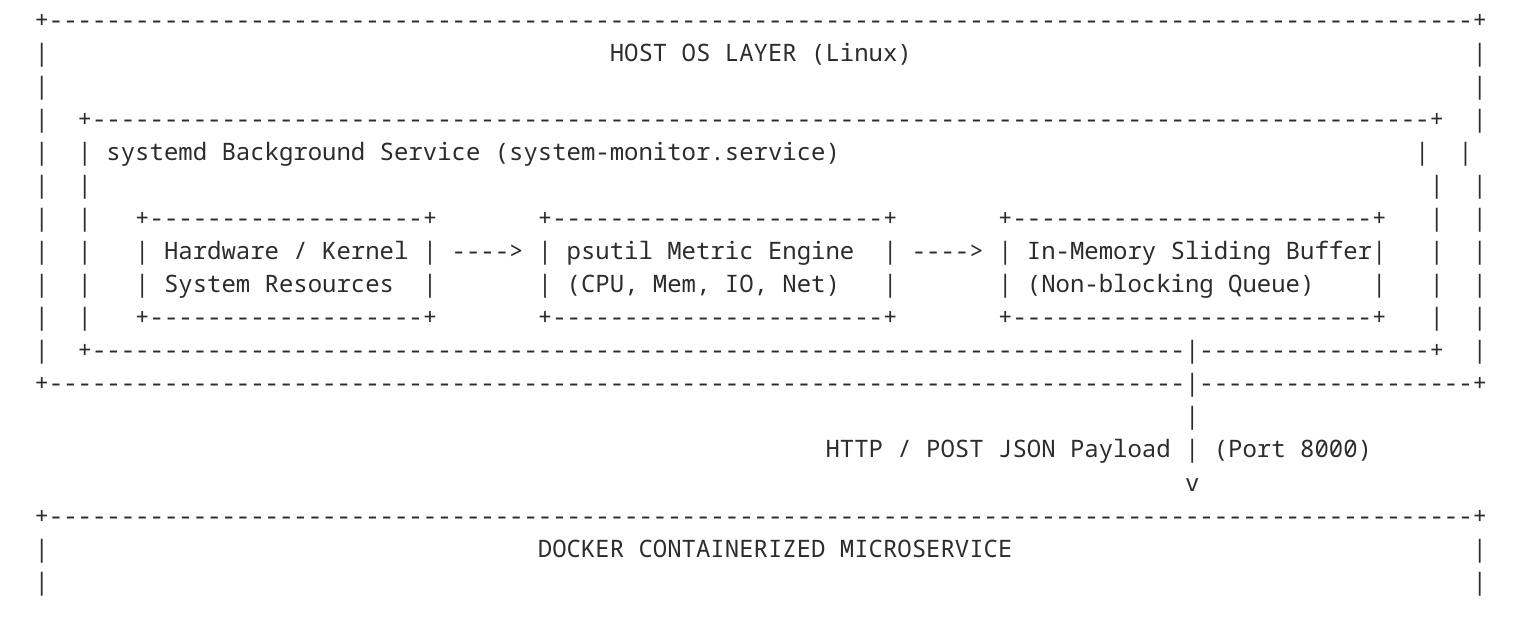 +---------------------------------------------------------------------------------------------------+
|                                       HOST OS LAYER (Linux)                                       |
|                                                                                                   |
|  +---------------------------------------------------------------------------------------------+  |
|  | systemd Background Service (system-monitor.service)                                        |  |
|  |                                                                                             |  |
|  |   +-------------------+       +-----------------------+       +-------------------------+   |  |
|  |   | Hardware / Kernel | ----> | psutil Metric Engine  | ----> | In-Memory Sliding Buffer|   |  |
|  |   | System Resources  |       | (CPU, Mem, IO, Net)   |       | (Non-blocking Queue)    |   |  |
|  |   +-------------------+       +-----------------------+       +-------------------------+   |  |
|  +----------------------------------------------------------------------------|----------------+  |
+-------------------------------------------------------------------------------|-------------------+
                                                                                |
                                                      HTTP / POST JSON Payload | (Port 8000)
                                                                                v
+---------------------------------------------------------------------------------------------------+
|                                  DOCKER CONTAINERIZED MICROSERVICE                                |
|                                                                                                   |